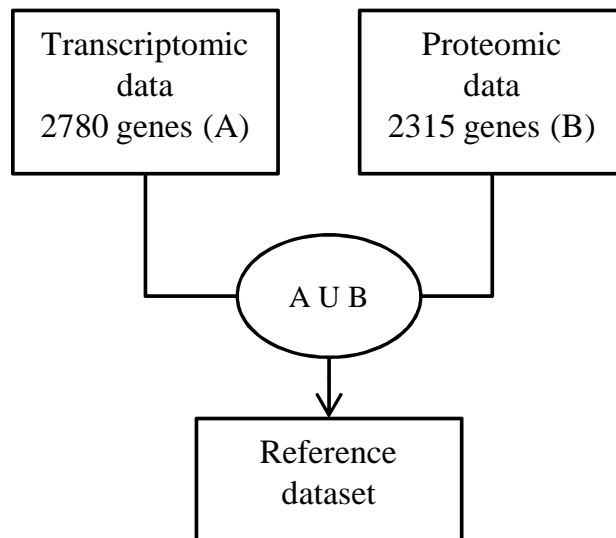 Transcriptomic
data
2780 genes (A)
Proteomic
data
2315 genes (B)
A U B
Reference
dataset